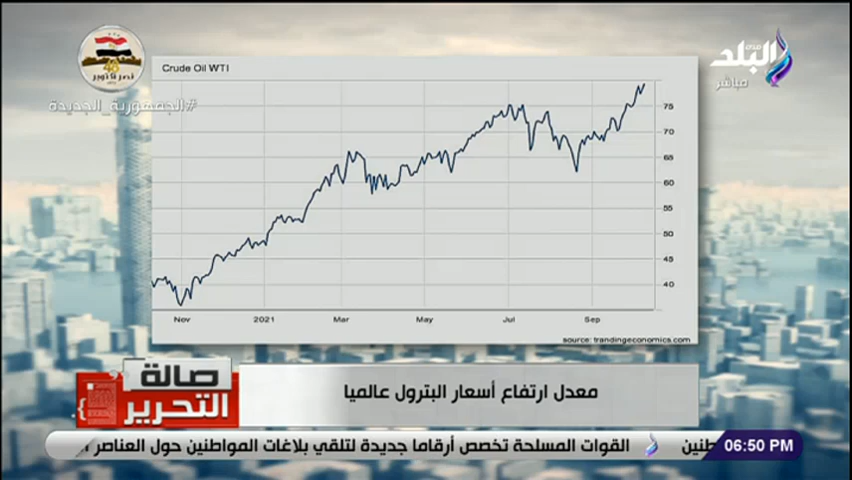 صدى
البلد
مباشر
48
#الجمهورية_الجديدة
Crude Oil WTI
75
70
65
60
55
50
45
40
Nov 2021 Mar May Jul Sep
source: trandingeconomics.com
صالة
التحرير
معدل ارتفاع أسعار البترول عالميا
06:50 PM
القوات المسلحة تخصص أرقاما جديدة لتلقي بلاغات المواطنين حول العناصر